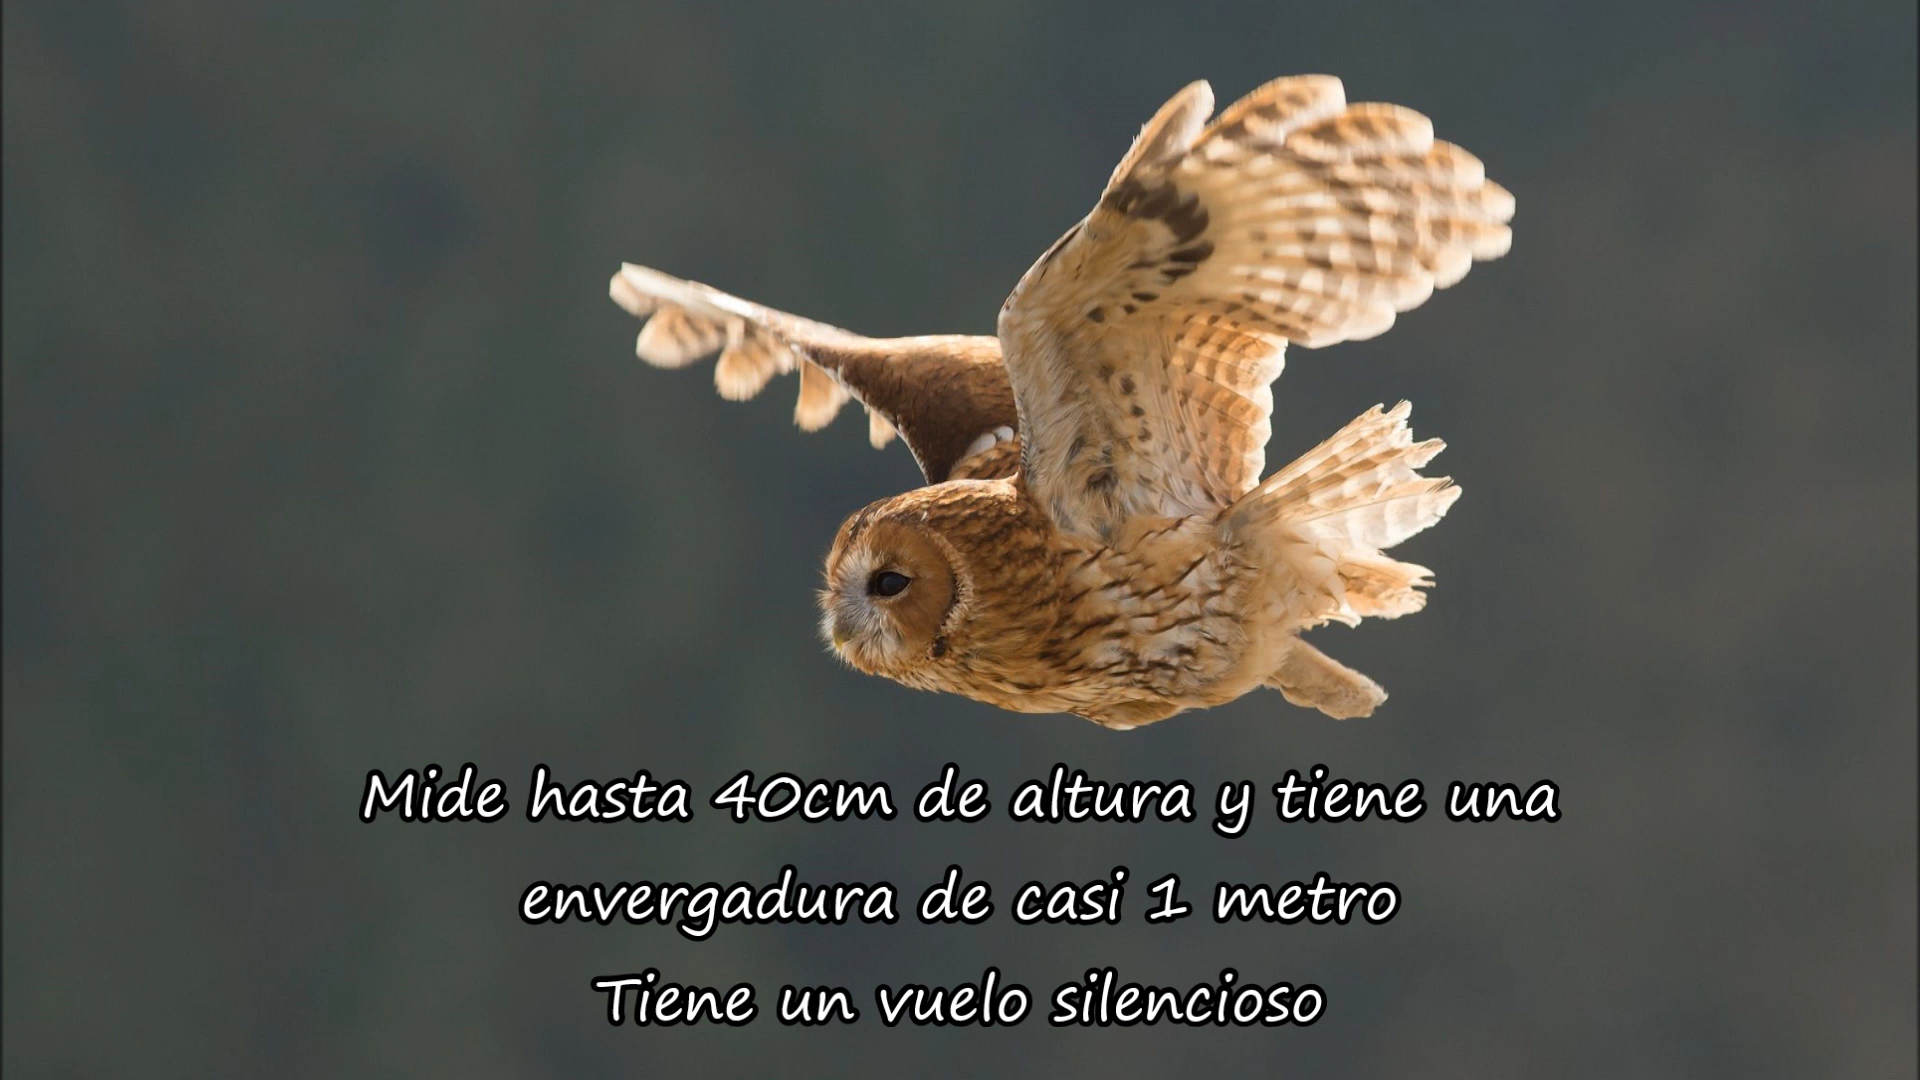 Mide hasta 40cm de altura y tiene una
envergadura de casi 1 metro
Tiene un vuelo silencioso